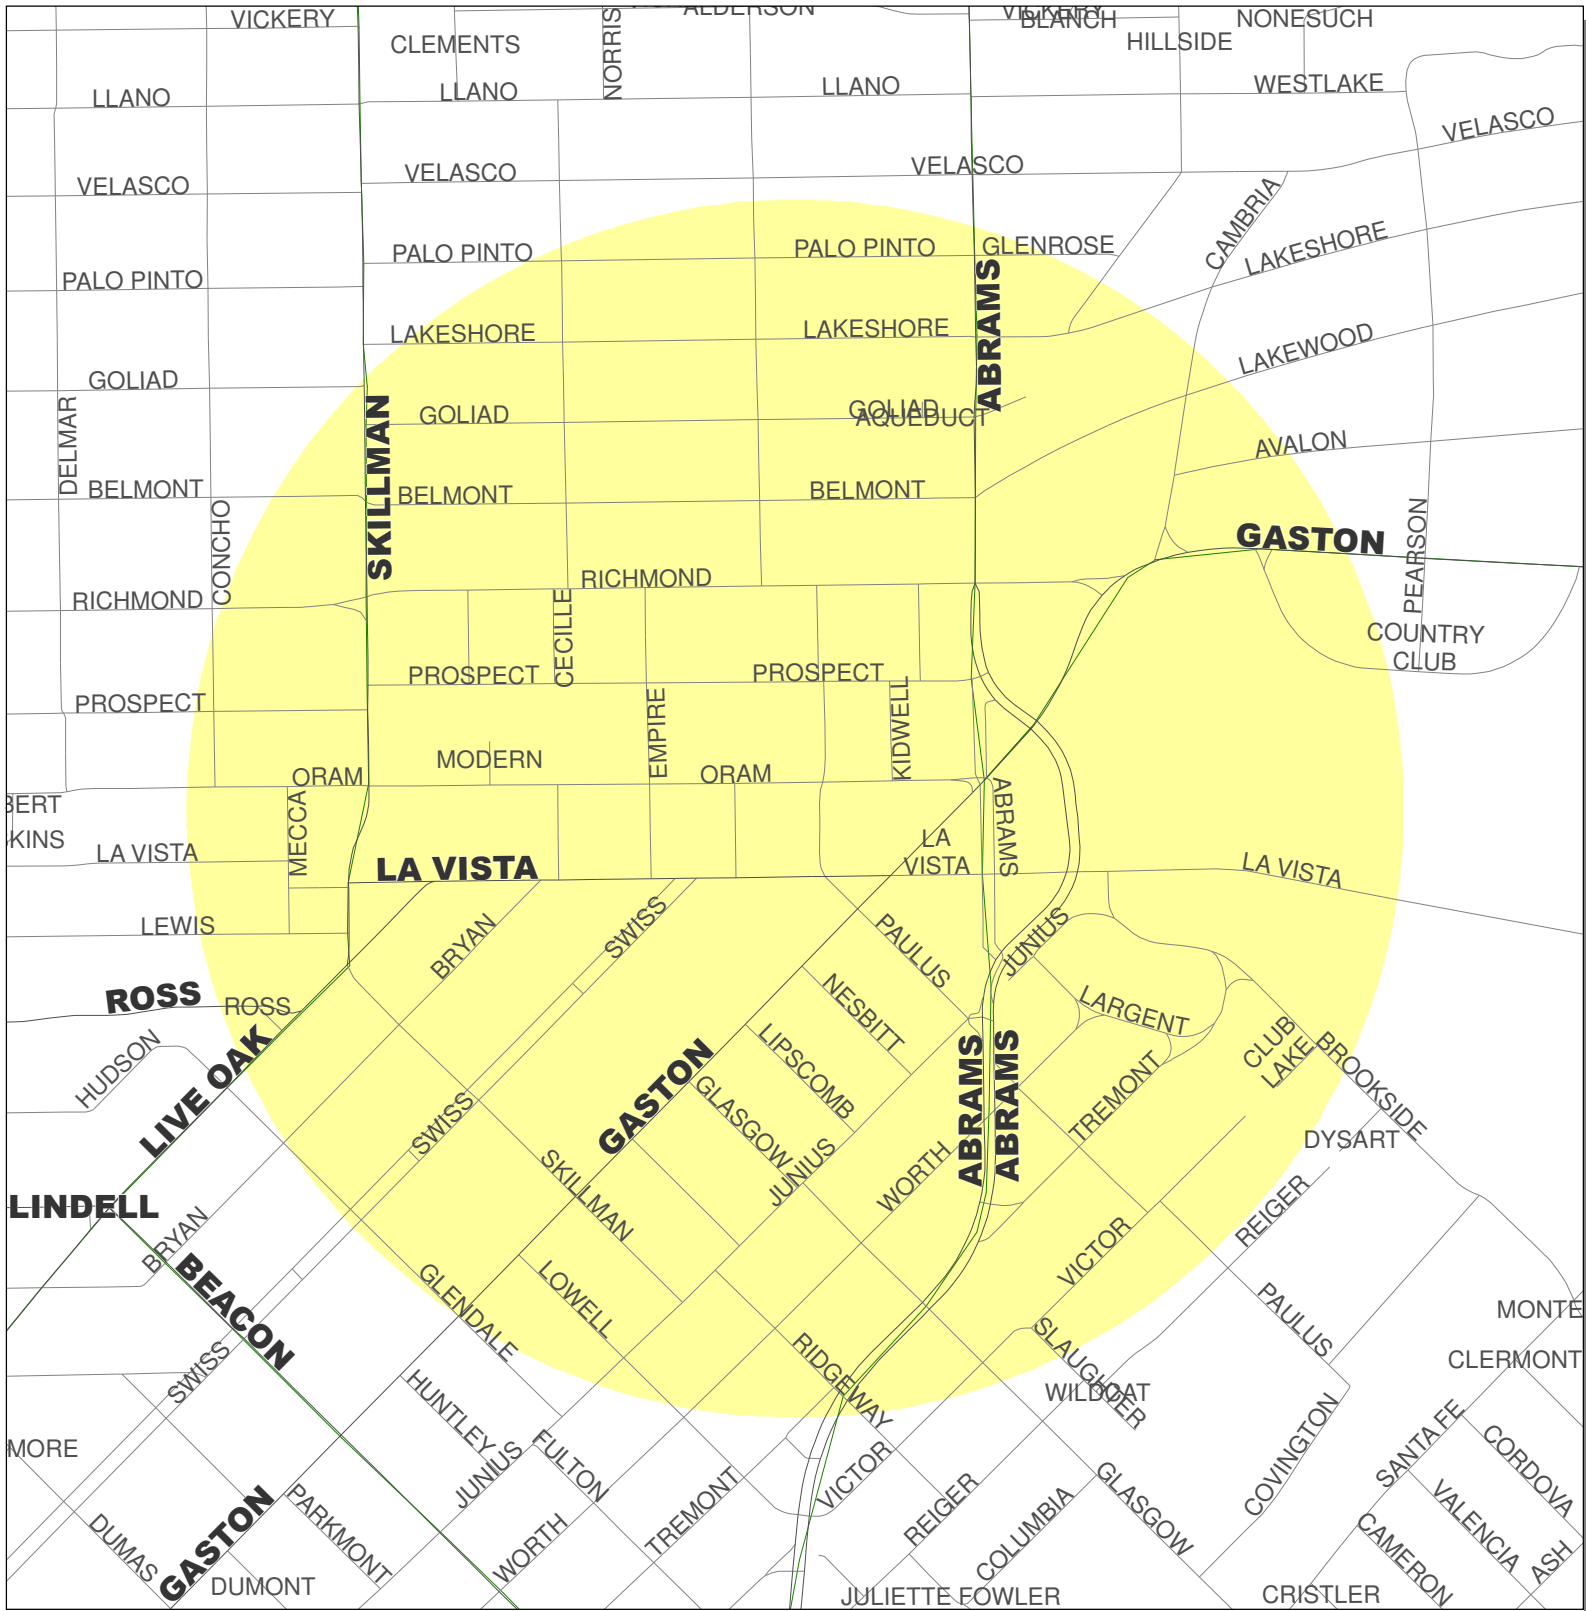 VICKERY
ALDERSON
VICKERY
BLANCH
NONESUCH
CLEMENTS
NORRIS
HILLSIDE
LLANO
LLANO
LLANO
WESTLAKE
VELASCO
VELASCO
VELASCO
VELASCO
CAMBRIA
PALO PINTO
PALO PINTO
PALO PINTO
GLENROSE
LAKESHORE
ABRAMS
LAKESHORE
LAKESHORE
LAKEWOOD
GOLIAD
GOLIAD
GOLIAD
AQUEDUCT
DELMAR
SKILLMAN
AVALON
BELMONT
BELMONT
BELMONT
CONCHO
GASTON
PEARSON
RICHMOND
RICHMOND
CECILLE
COUNTRY
CLUB
PROSPECT
PROSPECT
PROSPECT
EMPIRE
KIDWELL
MODERN
ORAM
ORAM
BERT
KINS
MECCA
ABRAMS
LA VISTA
LA VISTA
LA
VISTA
LA VISTA
LEWIS
BRYAN
SWISS
PAULUS
JUNIUS
ROSS
ROSS
NESBITT
LARGENT
HUDSON
LIVE OAK
LIPSCOMB
GASTON
GLASGOW
ABRAMS
ABRAMS
CLUB
LAKE
BROOKSIDE
TREMONT
SWISS
DYSART
JUNIUS
WORTH
SKILLMAN
LINDELL
BRYAN
REIGER
VICTOR
BEACON
GLENDALE
LOWELL
PAULUS
MONTE
SLAUGHTER
RIDGEWAY
CLERMONT
SWISS
WILDCAT
HUNTLEY
COVINGTON
SANTA FE
MORE
JUNIUS
FULTON
VICTOR
CORDOVA
TREMONT
REIGER
GLASGOW
VALENCIA
GASTON
PARKMONT
COLUMBIA
DUMAS
WORTH
CAMERON
ASH
DUMONT
JULIETTE FOWLER
CRISTLER